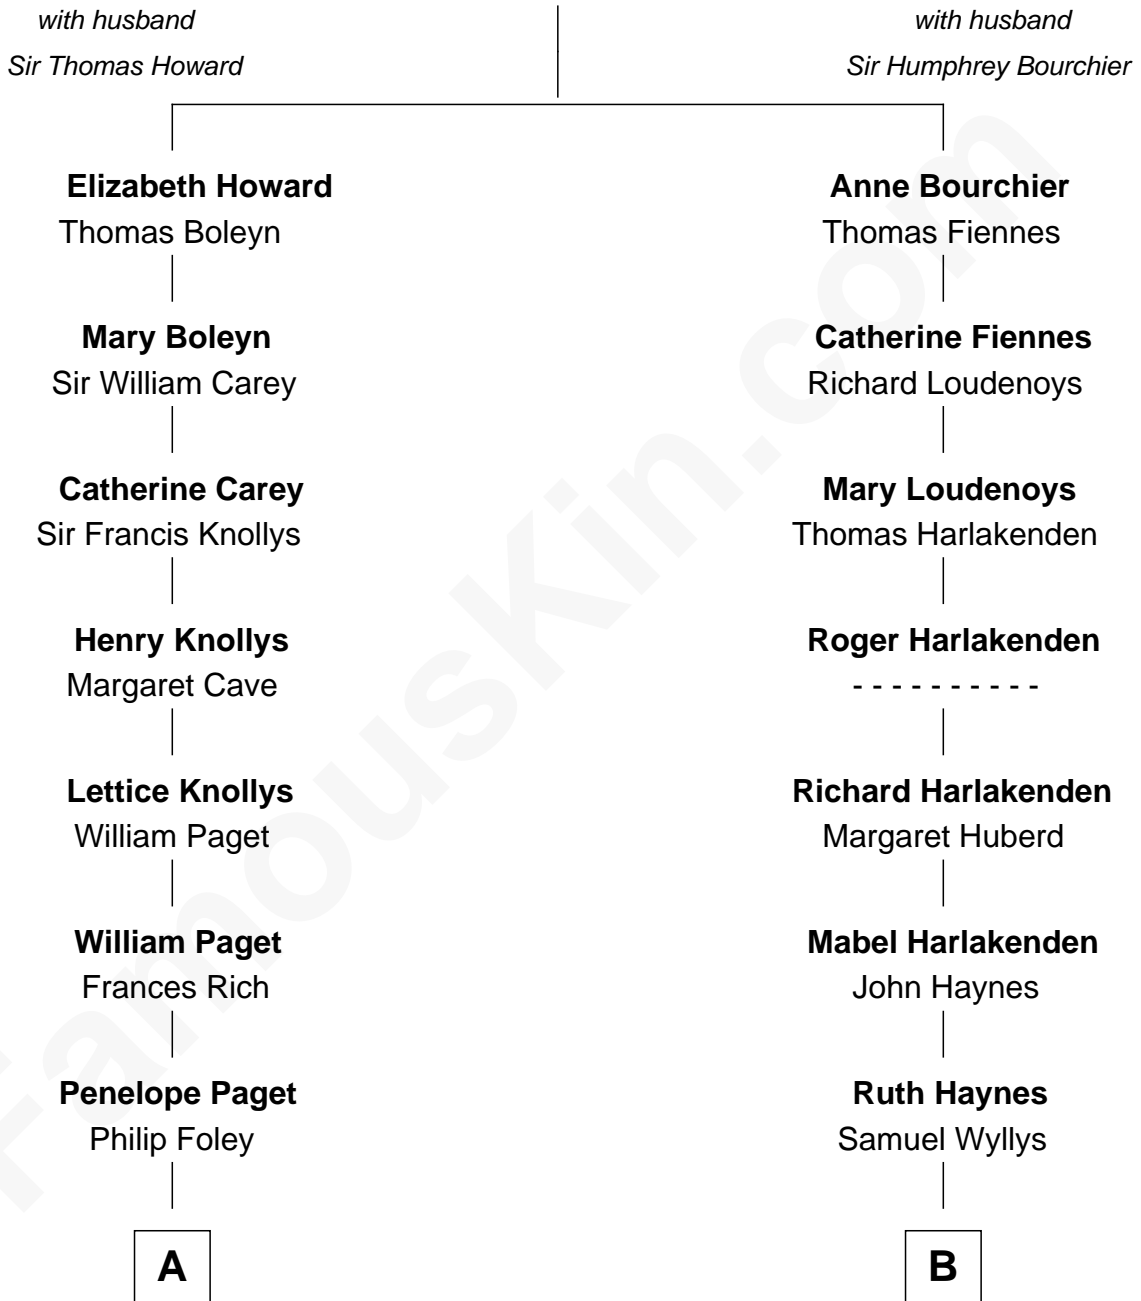 with husband
Sir Thomas Howard
with husband
Sir Humphrey Bourchier
Elizabeth Howard
Thomas Boleyn
Anne Bourchier
Thomas Fiennes
Mary Boleyn
Sir William Carey
Catherine Fiennes
Richard Loudenoys
Catherine Carey
Sir Francis Knollys
Mary Loudenoys
Thomas Harlakenden
Henry Knollys
Margaret Cave
Roger Harlakenden
- - - - - - - - - -
Lettice Knollys
William Paget
Richard Harlakenden
Margaret Huberd
William Paget
Frances Rich
Mabel Harlakenden
John Haynes
Penelope Paget
Philip Foley
Ruth Haynes
Samuel Wyllys
A
B
FamousKin.com